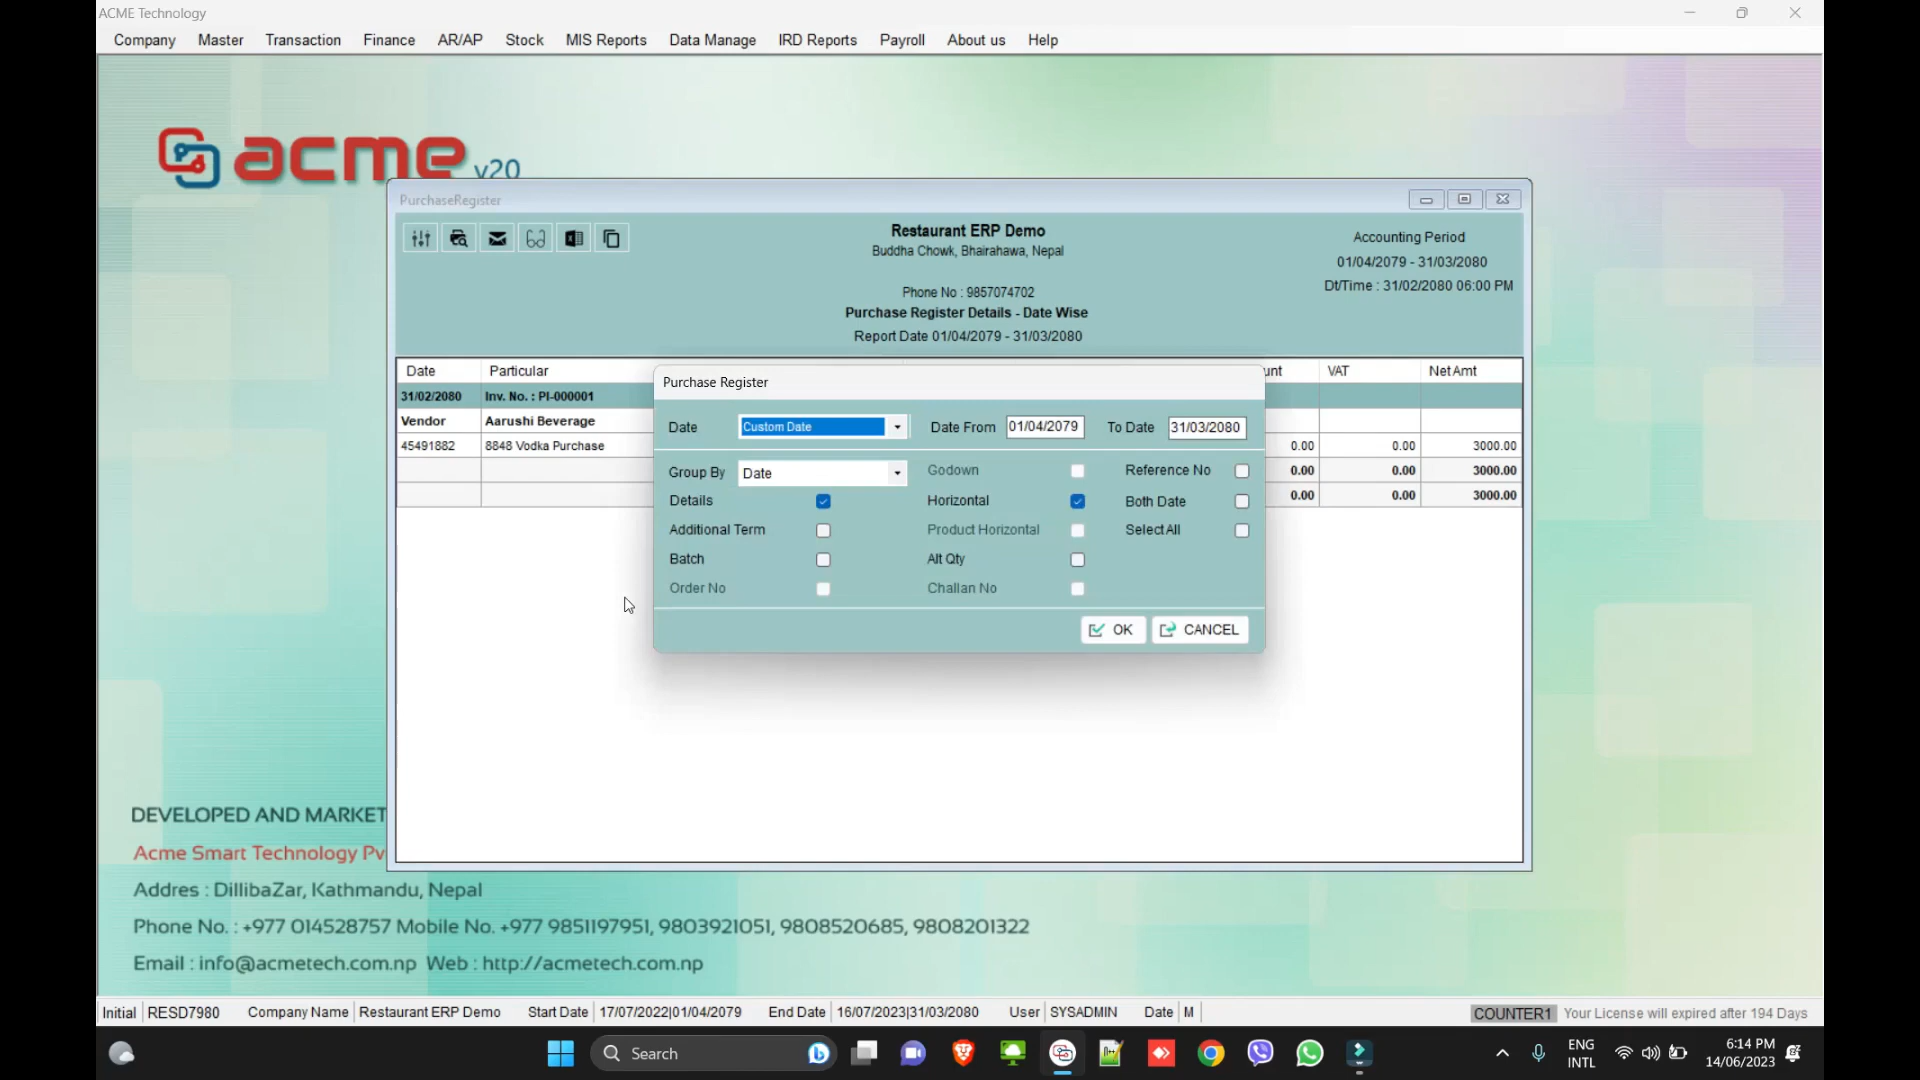 ACME Technology
Company Master Transaction Finance AR/AP Stock MIS Reports Data Manage IRD Reports Payroll About us Help
acme v20
PurchaseRegister
Restaurant ERP Demo
Buddha Chowk, Bhairahawa, Nepal
Phone No : 9857074702
Purchase Register Details - Date Wise
Report Date 01/04/2079 - 31/03/2080
Accounting Period
01/04/2079 - 31/03/2080
Dt/Time : 31/02/2080 06:00 PM
Date Particular unt VAT NetAmt
31/02/2080 Inv. No. : PI-000001
Vendor Aarushi Beverage
45491882 8848 Vodka Purchase 0.00 0.00 3000.00
0.00 0.00 3000.00
0.00 0.00 3000.00
Purchase Register
Date Custom Date Date From 01/04/2079 To Date 31/03/2080
Group By Date Godown Reference No
Details Horizontal Both Date
Additional Term Product Horizontal Select All
Batch Alt Qty
Order No Challan No
OK CANCEL
DEVELOPED AND MARKET
Acme Smart Technology Pv
Addres : DillibaZar, Kathmandu, Nepal
Phone No. : +977 014528757 Mobile No. +977 9851197951, 9803921051, 9808520685, 9808201322
Email : info@acmetech.com.np Web : http://acmetech.com.np
Initial RESD7980 Company Name Restaurant ERP Demo Start Date 17/07/2022|01/04/2079 End Date 16/07/2023|31/03/2080 User SYSADMIN Date M COUNTER1 Your License will expired after 194 Days
Search
ENG
INTL
6:14 PM
14/06/2023